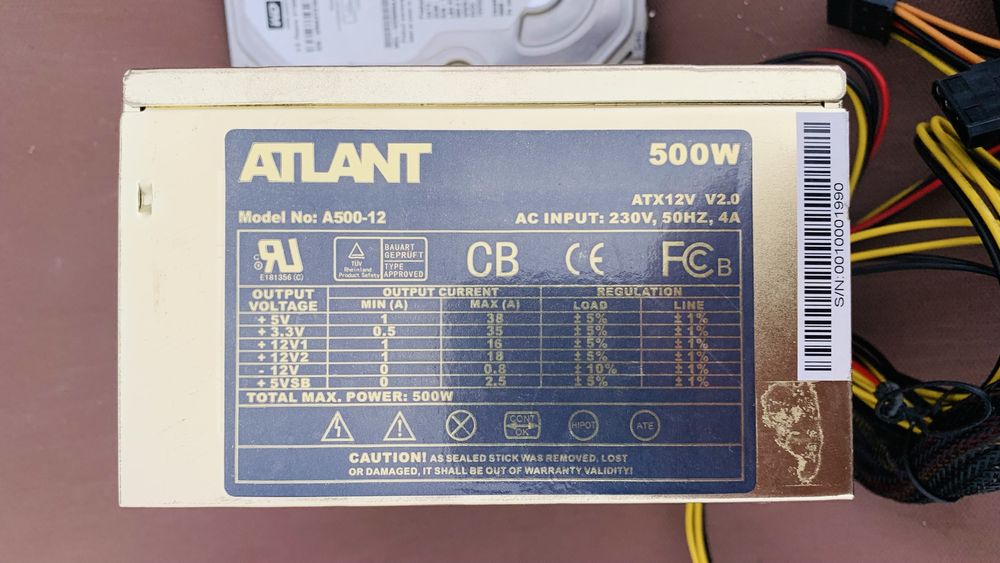 WD
ATLANT
500W
ATX12V V2.0
Model No: A500-12
AC INPUT: 230V, 50HZ, 4A
c RU
E181356 (C)
TÜV
Rheinland
Product Safety
BAUART
GEPRÜFT
TYPE
APPROVED
CB
CE
FC B
OUTPUT VOLTAGE OUTPUT CURRENT REGULATION
MIN (A) MAX (A) LOAD LINE
+5V 1 38 ±5% ±1%
+3.3V 0.5 35 ±5% ±1%
+12V1 1 16 ±5% ±1%
+12V2 1 18 ±5% ±1%
-12V 0 0.8 ±10% ±1%
+5VSB 0 2.5 ±5% ±1%
TOTAL MAX. POWER: 500W
CONT
OK
HIPOT
ATE
CAUTION! AS SEALED STICK WAS REMOVED, LOST
OR DAMAGED, IT SHALL BE OUT OF WARRANTY VALIDITY!
S/N:0010001990